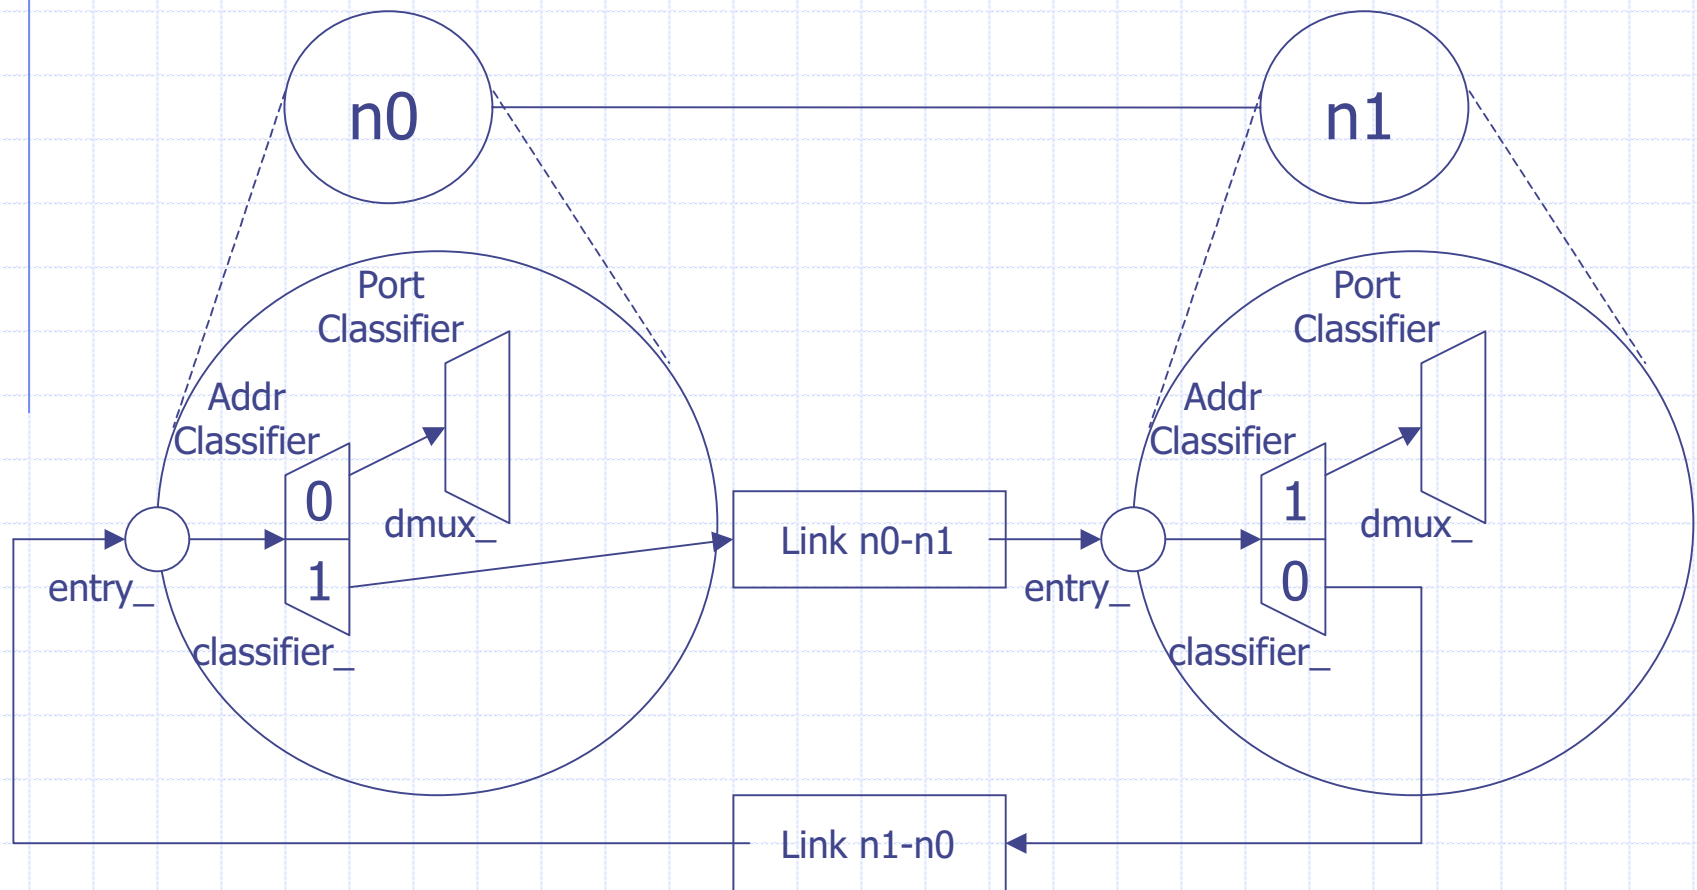 n0
n1
Port
Classifier
Addr
Classifier
0
1
dmux_
entry_
classifier_
Link n0-n1
Port
Classifier
Addr
Classifier
1
0
dmux_
entry_
classifier_
Link n1-n0